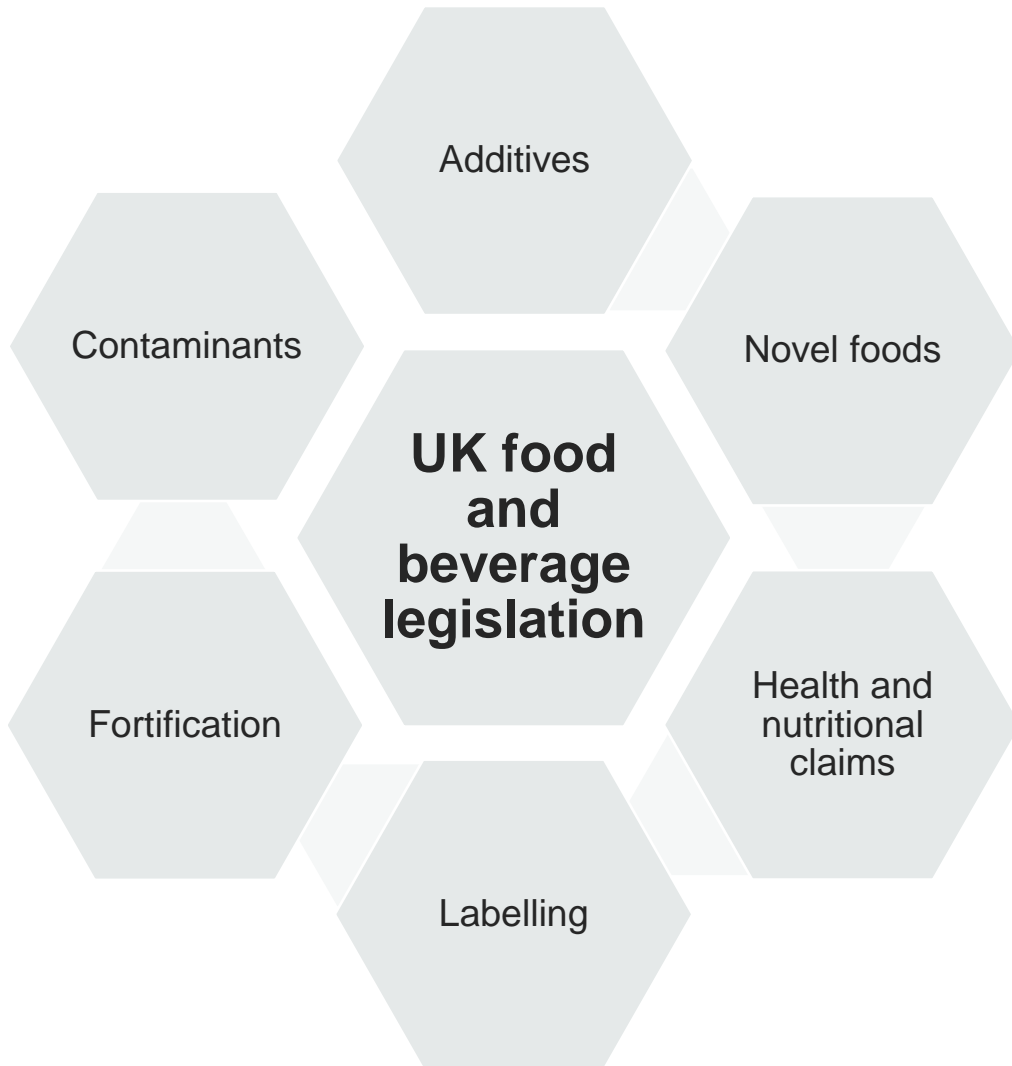 Additives
Contaminants
Novel foods
UK food
and
beverage
legislation
Fortification
Health and
nutritional
claims
Labelling